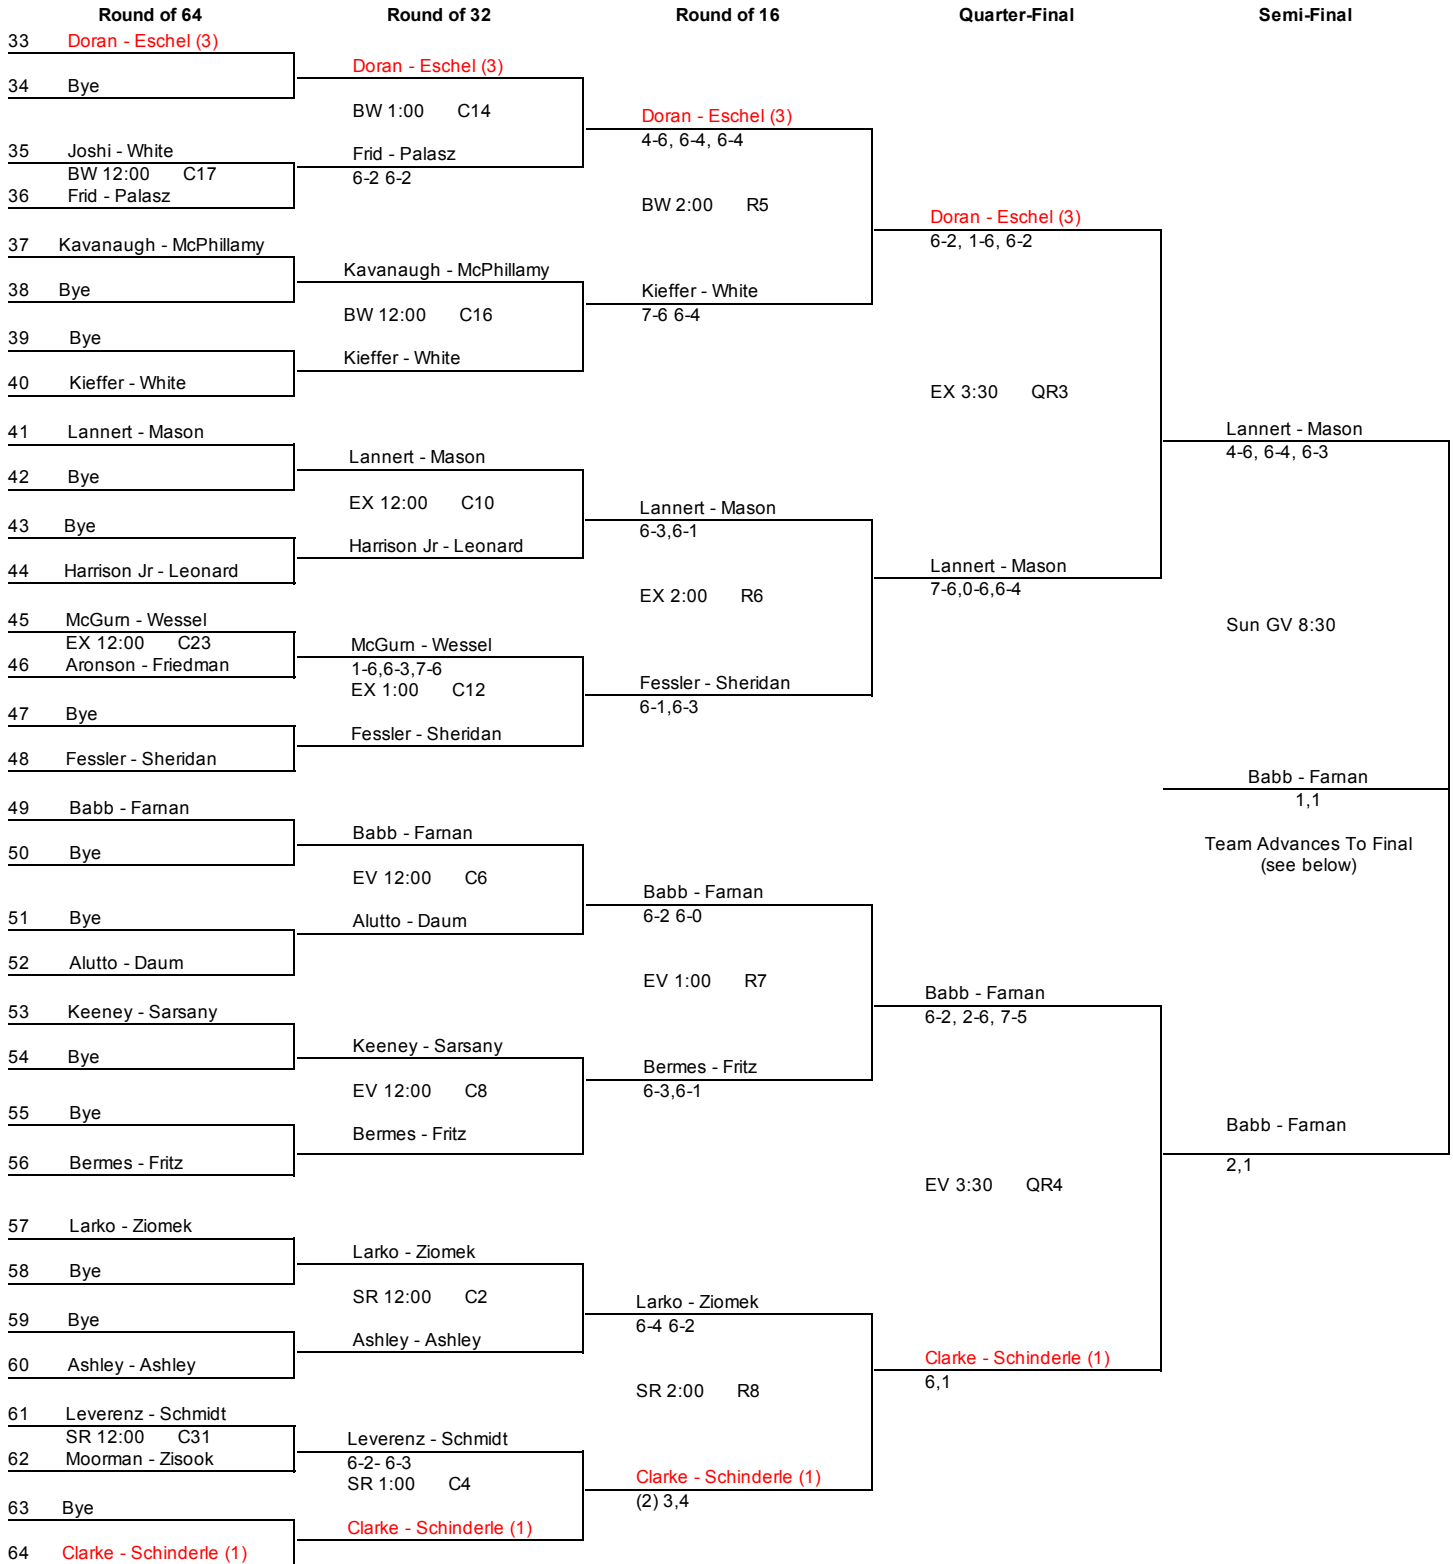 Round of 64 Round of 32 Round of 16 Quarter-Final Semi-Final
33 Doran - Eschel (3)
Doran - Eschel (3)
34 Bye
BW 1:00 C14
Doran - Eschel (3)
4-6, 6-4, 6-4
35 Joshi - White
Frid - Palasz
BW 12:00 C17
6-2 6-2
36 Frid - Palasz
BW 2:00 R5
Doran - Eschel (3)
6-2, 1-6, 6-2
37 Kavanaugh - McPhillamy
Kavanaugh - McPhillamy
38 Bye
Kieffer - White
BW 12:00 C16
7-6 6-4
39 Bye
Kieffer - White
40 Kieffer - White
EX 3:30 QR3
41 Lannert - Mason
Lannert - Mason
4-6, 6-4, 6-3
Lannert - Mason
42 Bye
EX 12:00 C10
Lannert - Mason
43 Bye
6-3,6-1
Harrison Jr - Leonard
Lannert - Mason
44 Harrison Jr - Leonard
7-6,0-6,6-4
EX 2:00 R6
45 McGurn - Wessel
Sun GV 8:30
EX 12:00 C23
McGurn - Wessel
46 Aronson - Friedman
1-6,6-3,7-6
Fessler - Sheridan
EX 1:00 C12
6-1,6-3
47 Bye
Fessler - Sheridan
48 Fessler - Sheridan
Babb - Farnan
1,1
49 Babb - Farnan
Babb - Farnan
Team Advances To Final
50 Bye
(see below)
EV 12:00 C6
Babb - Farnan
6-2 6-0
51 Bye
Alutto - Daum
52 Alutto - Daum
EV 1:00 R7
Babb - Farnan
53 Keeney - Sarsany
6-2, 2-6, 7-5
Keeney - Sarsany
54 Bye
Bermes - Fritz
EV 12:00 C8
6-3,6-1
55 Bye
Babb - Farnan
Bermes - Fritz
56 Bermes - Fritz
2,1
EV 3:30 QR4
57 Larko - Ziomek
Larko - Ziomek
58 Bye
SR 12:00 C2
Larko - Ziomek
59 Bye
6-4 6-2
Ashley - Ashley
Clarke - Schinderle (1)
60 Ashley - Ashley
6,1
SR 2:00 R8
61 Leverenz - Schmidt
SR 12:00 C31
Leverenz - Schmidt
62 Moorman - Zisook
6-2- 6-3
Clarke - Schinderle (1)
SR 1:00 C4
(2) 3,4
63 Bye
Clarke - Schinderle (1)
64 Clarke - Schinderle (1)